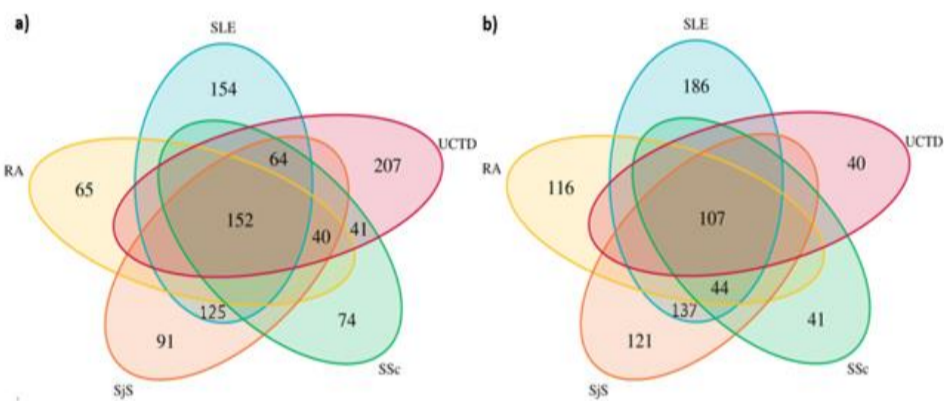 a)
SLE
154
UCTD
64
207
RA
65
152
40
41
125
74
91
SSc
SjS
b)
SLE
186
UCTD
40
RA
116
107
44
137
41
121
SSc
SjS